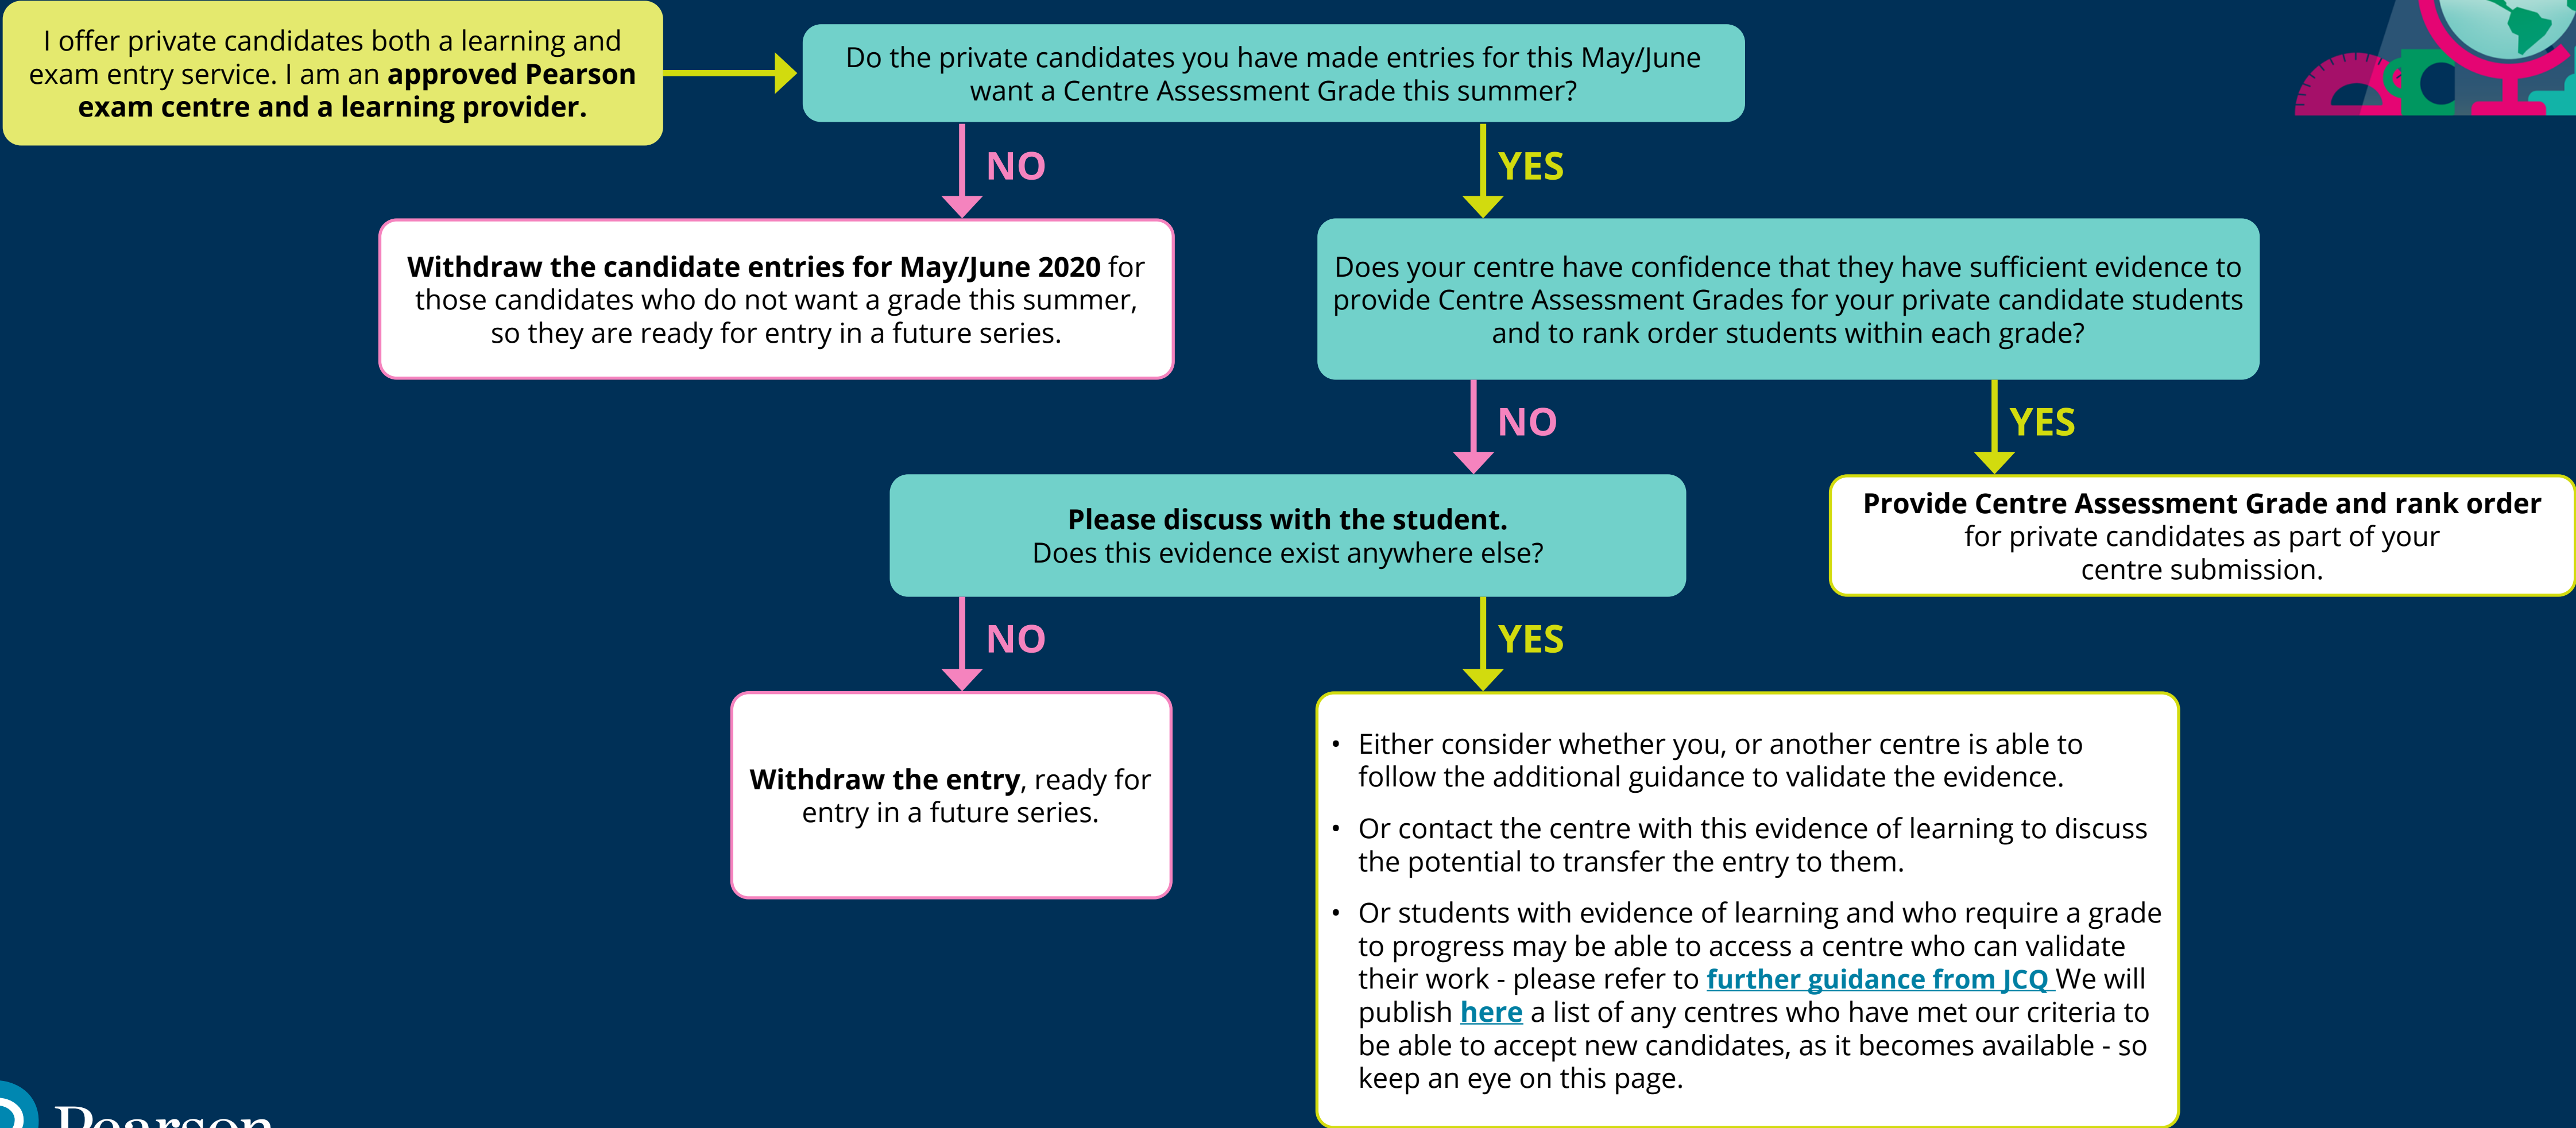 I offer private candidates both a learning and
exam entry service. I am an approved Pearson
exam centre and a learning provider.
Do the private candidates you have made entries for this May/June
want a Centre Assessment Grade this summer?
NO
YES
Withdraw the candidate entries for May/June 2020 for
those candidates who do not want a grade this summer,
so they are ready for entry in a future series.
Does your centre have confidence that they have sufficient evidence to
provide Centre Assessment Grades for your private candidate students
and to rank order students within each grade?
NO
YES
Please discuss with the student.
Does this evidence exist anywhere else?
Provide Centre Assessment Grade and rank order
for private candidates as part of your
centre submission.
NO
YES
Withdraw the entry, ready for
entry in a future series.
• Either consider whether you, or another centre is able to
follow the additional guidance to validate the evidence.
• Or contact the centre with this evidence of learning to discuss
the potential to transfer the entry to them.
• Or students with evidence of learning and who require a grade
to progress may be able to access a centre who can validate
their work - please refer to further guidance from JCQ We will
publish here a list of any centres who have met our criteria to
be able to accept new candidates, as it becomes available - so
keep an eye on this page.
Pearson